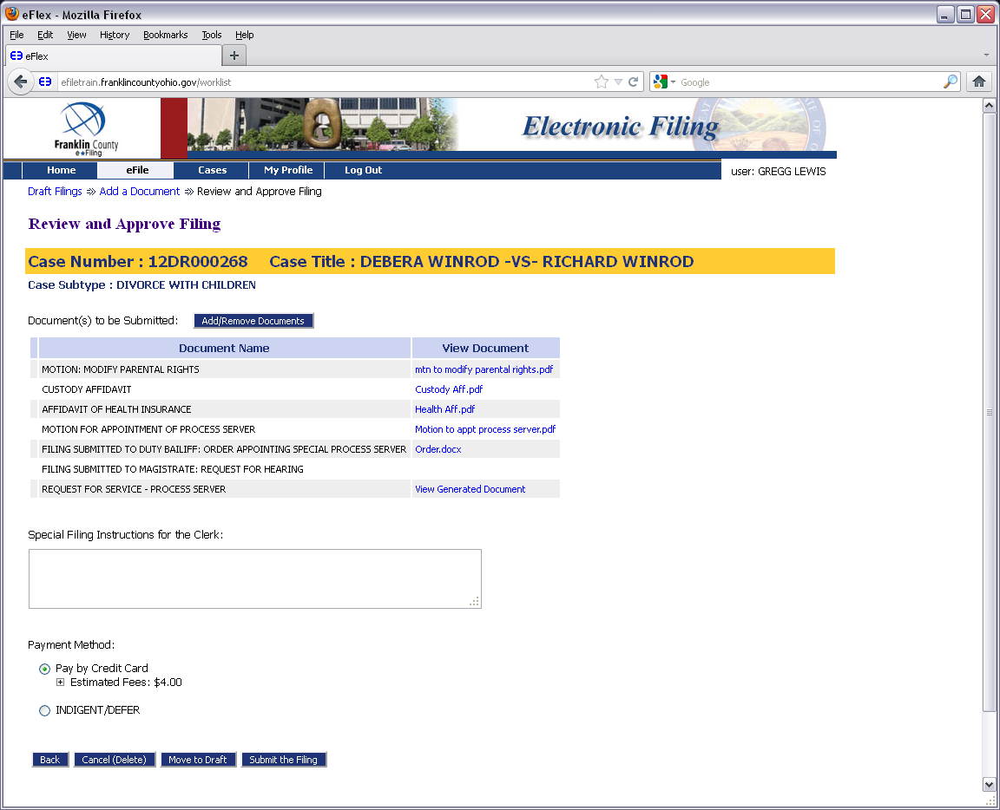 eFlex - Mozilla Firefox
File Edit View History Bookmarks Tools Help
eFlex
efiletrain.franklincountyohio.gov/worklist
Google
Franklin County
e★Filing
Electronic Filing
Home eFile Cases My Profile Log Out
user: GREGG LEWIS
Draft Filings ⇒ Add a Document ⇒ Review and Approve Filing
Review and Approve Filing
Case Number : 12DR000268 Case Title : DEBERA WINROD -VS- RICHARD WINROD
Case Subtype : DIVORCE WITH CHILDREN
Document(s) to be Submitted: Add/Remove Documents
Document Name View Document
MOTION: MODIFY PARENTAL RIGHTS mtn to modify parental rights.pdf
CUSTODY AFFIDAVIT Custody Aff.pdf
AFFIDAVIT OF HEALTH INSURANCE Health Aff.pdf
MOTION FOR APPOINTMENT OF PROCESS SERVER Motion to appt process server.pdf
FILING SUBMITTED TO DUTY BAILIFF: ORDER APPOINTING SPECIAL PROCESS SERVER Order.docx
FILING SUBMITTED TO MAGISTRATE: REQUEST FOR HEARING
REQUEST FOR SERVICE - PROCESS SERVER View Generated Document
Special Filing Instructions for the Clerk:
Payment Method:
Pay by Credit Card
Estimated Fees: $4.00
INDIGENT/DEFER
Back Cancel (Delete) Move to Draft Submit the Filing